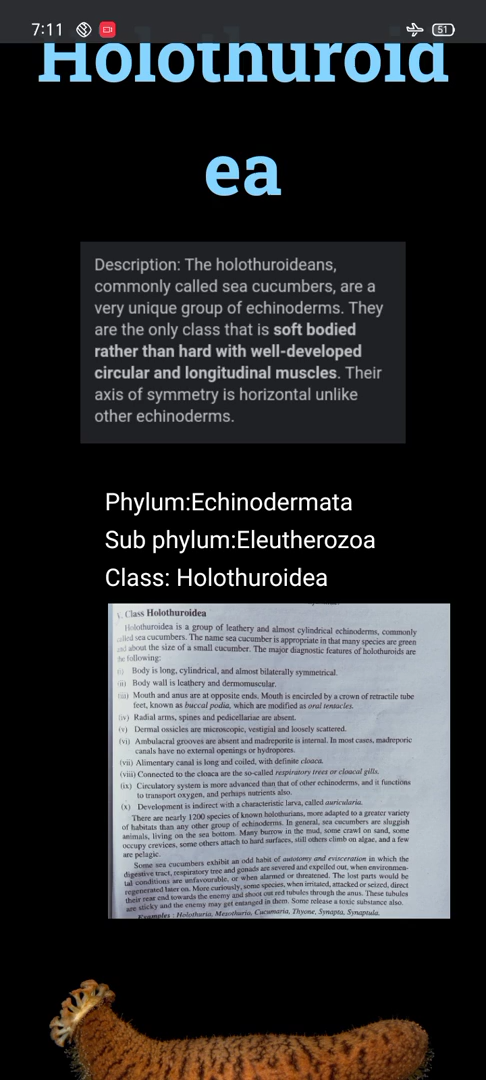 7:11
51
Holothuroid
ea
Description: The holothuroideans,
commonly called sea cucumbers, are a
very unique group of echinoderms. They
are the only class that is soft bodied
rather than hard with well-developed
circular and longitudinal muscles. Their
axis of symmetry is horizontal unlike
other echinoderms.
Phylum:Echinodermata
Sub phylum:Eleutherozoa
Class: Holothuroidea
Class Holothuroidea
Holothuroidea is a group of leathery and almost cylindrical echinoderms, commonly
called sea cucumbers. The name sea cucumber is appropriate in that many species are green
and about the size of a small cucumber. The major diagnostic features of holothuroids are
the following:
(i) Body is long, cylindrical, and almost bilaterally symmetrical.
(ii) Body wall is leathery and dermomuscular.
(iii) Mouth and anus are at opposite ends. Mouth is encircled by a crown of retractile tube
feet, known as buccal podia, which are modified as oral tentacles.
(iv) Radial arms, spines and pedicellariae are absent.
(v) Dermal ossicles are microscopic, vestigial and loosely scattered.
(vi) Ambulacral grooves are absent and madreporite is internal. In most cases, madreporic
canals have no external openings or hydropores.
(vii) Alimentary canal is long and coiled, with definite cloaca.
(viii) Connected to the cloaca are the so-called respiratory trees or cloacal gills.
(ix) Circulatory system is more advanced than that of other echinoderms, and it functions
to transport oxygen, and perhaps nutrients also.
(x) Development is indirect with a characteristic larva, called auricularia.
There are nearly 1200 species of known holothurians, more adapted to a greater variety
of habitats than any other group of echinoderms. In general, sea cucumbers are sluggish
animals, living on the sea bottom. Many burrow in the mud, some crawl on sand, some
occupy crevices, some others attach to hard surfaces, still others climb on algae, and a few
are pelagic.
Some sea cucumbers exhibit an odd habit of autotomy and evisceration in which the
digestive tract, respiratory tree and gonads are severed and expelled out, when environmen-
tal conditions are unfavourable, or when alarmed or threatened. The lost parts would be
regenerated later on. More curiously, some species, when irritated, attacked or seized, direct
their rear end towards the enemy and shoot out red tubules through the anus. These tubules
are sticky and the enemy may get entangled in them. Some release a toxic substance also.
Examples : Holothuria, Mesothuria, Cucumaria, Thyone, Synapta, Synaptula.